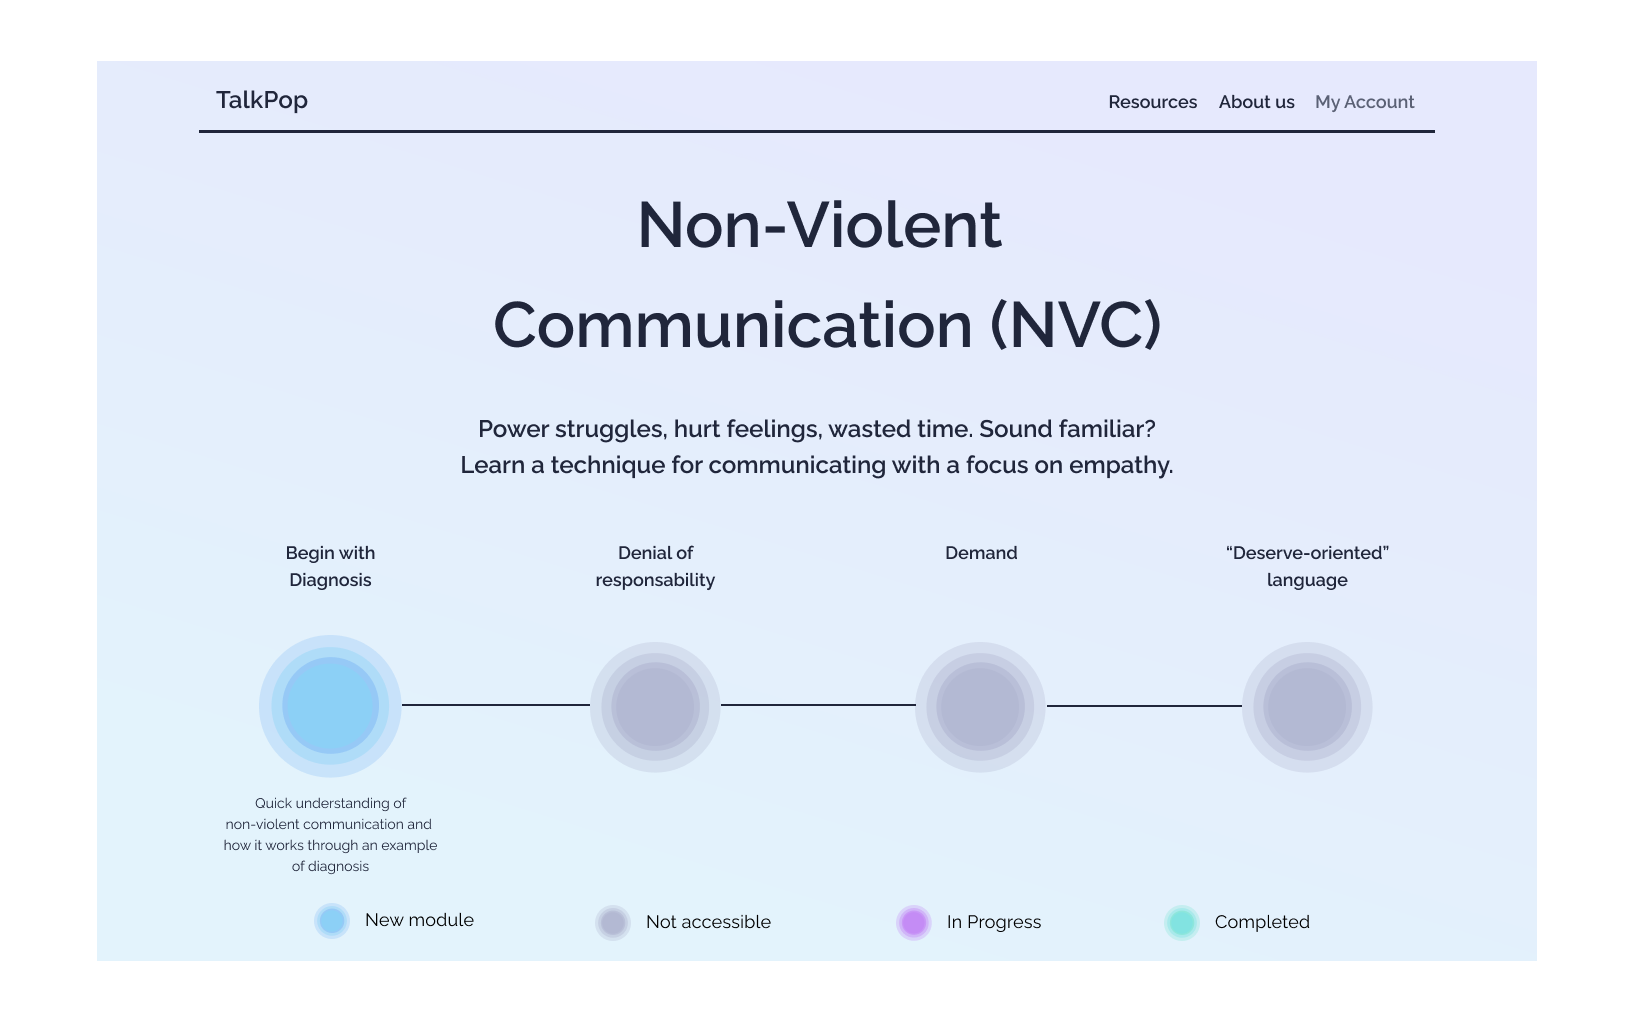 TalkPop
Resources About us My Account
Non-Violent
Communication (NVC)
Power struggles, hurt feelings, wasted time. Sound familiar?
Learn a technique for communicating with a focus on empathy.
Begin with
Diagnosis
Denial of
responsability
Demand
“Deserve-oriented”
language
Quick understanding of
non-violent communication and
how it works through an example
of diagnosis
New module
Not accessible
In Progress
Completed